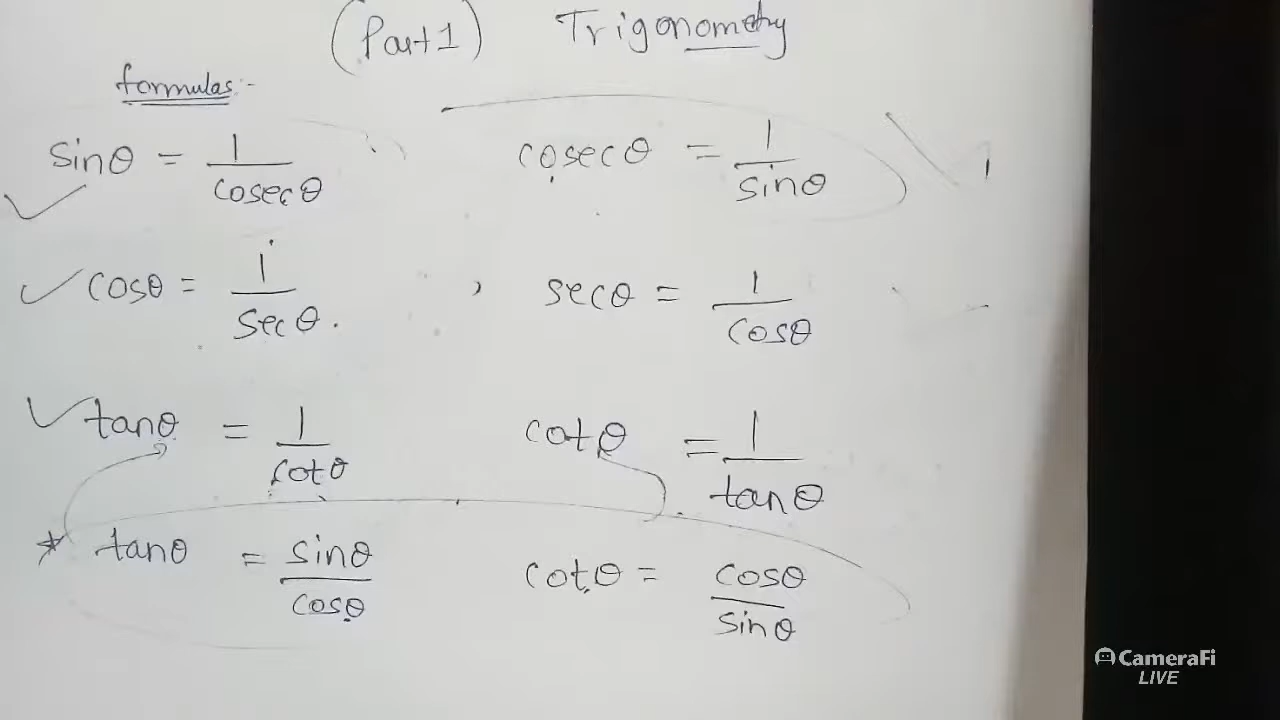 (Part 1) Trigonometry
formulas:-
sinθ = 1/cosecθ cosecθ = 1/sinθ
cosθ = 1/secθ. , secθ = 1/cosθ
tanθ = 1/cotθ cotθ = 1/tanθ
* tanθ = sinθ/cosθ cotθ = cosθ/sinθ
CameraFi
LIVE